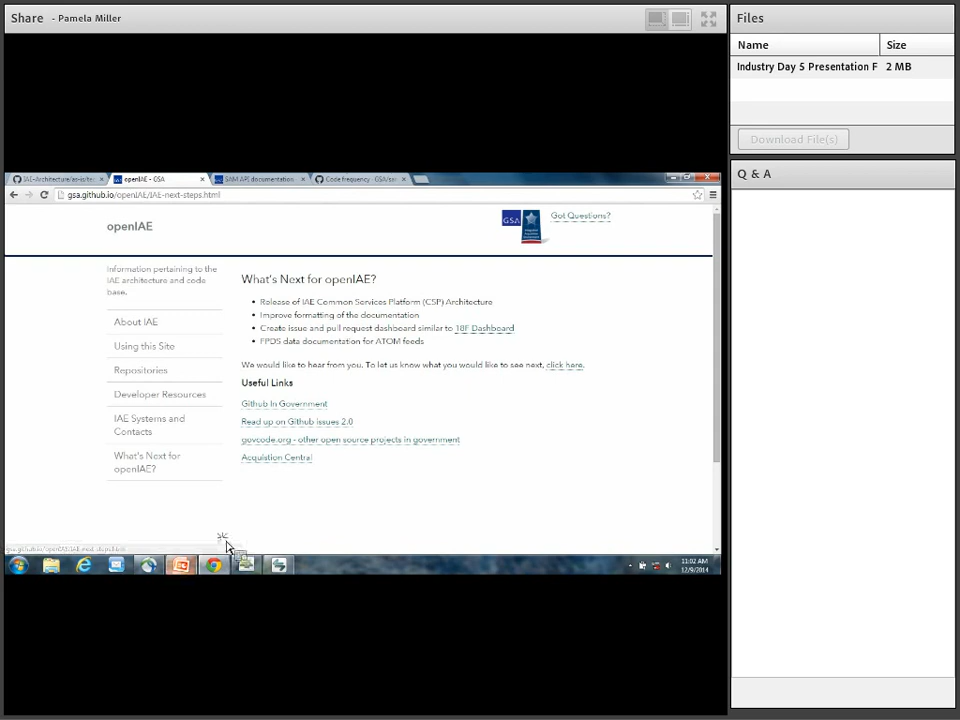 Share - Pamela Miller
Files
Name Size
Industry Day 5 Presentation F 2 MB
Download File(s)
Q & A
openIAE - GSA
SAM API documentation
Code frequency · GSA/
gsa.github.io/openIAE/IAE-next-steps.html
openIAE
GSA
Got Questions?
Information pertaining to the
IAE architecture and code
base.
About IAE
Using this Site
Repositories
Developer Resources
IAE Systems and
Contacts
What's Next for
openIAE?
What's Next for openIAE?
Release of IAE Common Services Platform (CSP) Architecture
Improve formatting of the documentation
Create issue and pull request dashboard similar to 18F Dashboard
FPDS data documentation for ATOM feeds
We would like to hear from you. To let us know what you would like to see next, click here.
Useful Links
Github In Government
Read up on Github issues 2.0
govcode.org - other open source projects in government
Acquistion Central
11:02 AM
12/9/2014